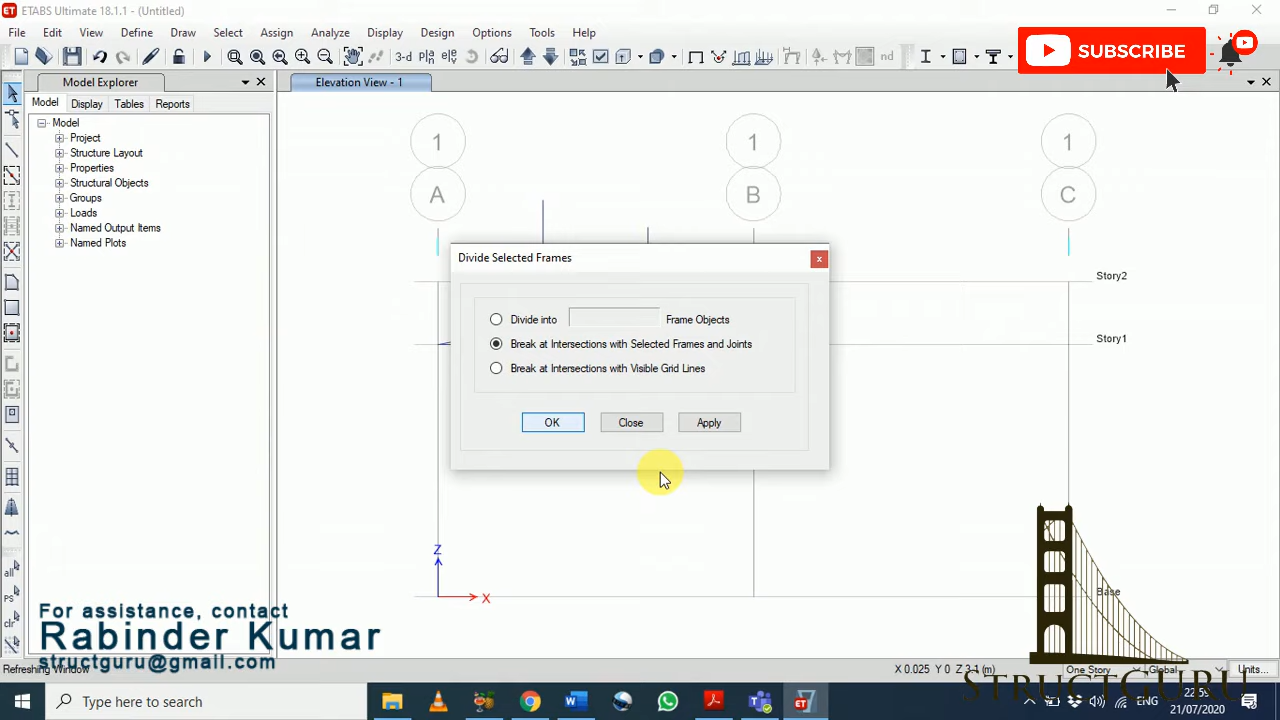 ETABS Ultimate 18.1.1 - (Untitled)
File Edit View Define Draw Select Assign Analyze Display Design Options Tools Help
SUBSCRIBE
3-d nd
Model Explorer
Elevation View - 1
Model Display Tables Reports
Model
Project
Structure Layout
Properties
Structural Objects
Groups
Loads
Named Output Items
Named Plots
1 1 1
A B C
Divide Selected Frames
Story2
Divide into Frame Objects
Break at Intersections with Selected Frames and Joints
Story1
Break at Intersections with Visible Grid Lines
OK Close Apply
Z
X
Base
all
PS
clr
For assistance, contact
Rabinder Kumar
structguru@gmail.com
Refreshing Window
X 0.025 Y 0 Z 3.1 (m)
One Story Global Units...
STRUCTGURU
Type here to search
ENG
21/07/2020